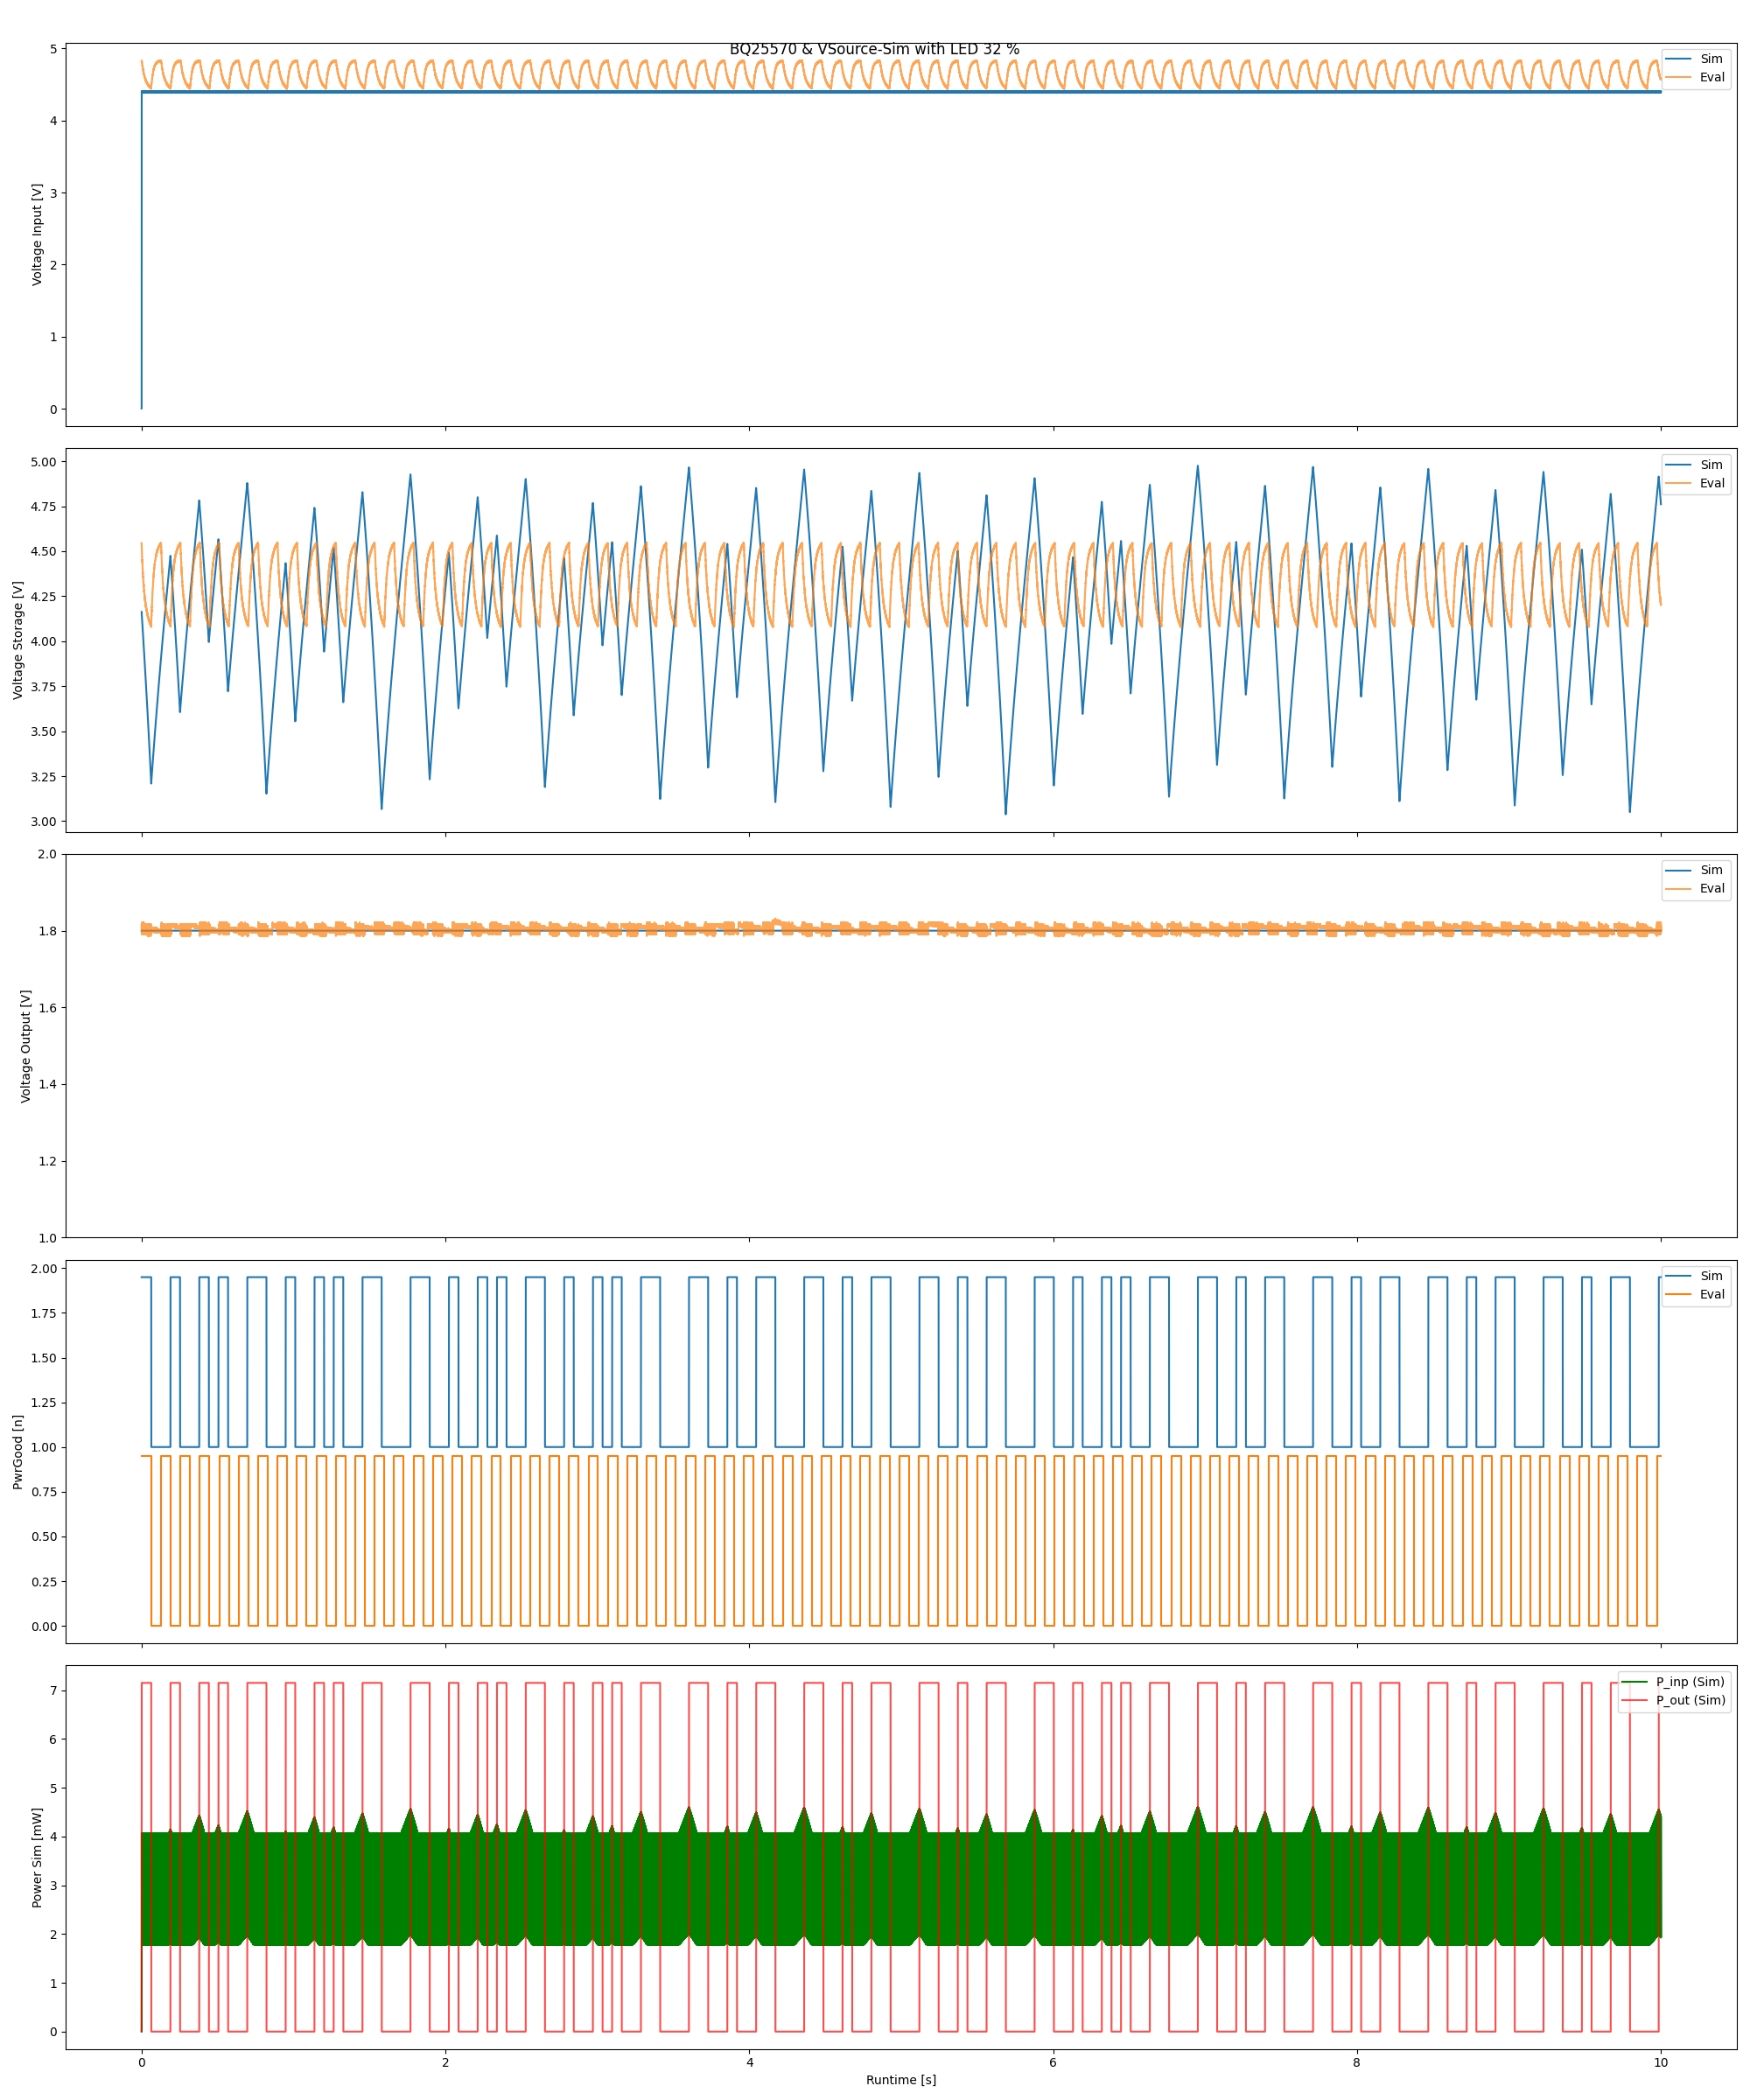 BQ25570 & VSource-Sim with LED 32 %
Voltage Input [V]
5
4
3
2
1
0
Sim
Eval
Voltage Storage [V]
5.00
4.75
4.50
4.25
4.00
3.75
3.50
3.25
3.00
Sim
Eval
Voltage Output [V]
2.0
1.8
1.6
1.4
1.2
1.0
Sim
Eval
PwrGood [n]
2.00
1.75
1.50
1.25
1.00
0.75
0.50
0.25
0.00
Sim
Eval
Power Sim [mW]
7
6
5
4
3
2
1
0
P_inp (Sim)
P_out (Sim)
0 2 4 6 8 10
Runtime [s]